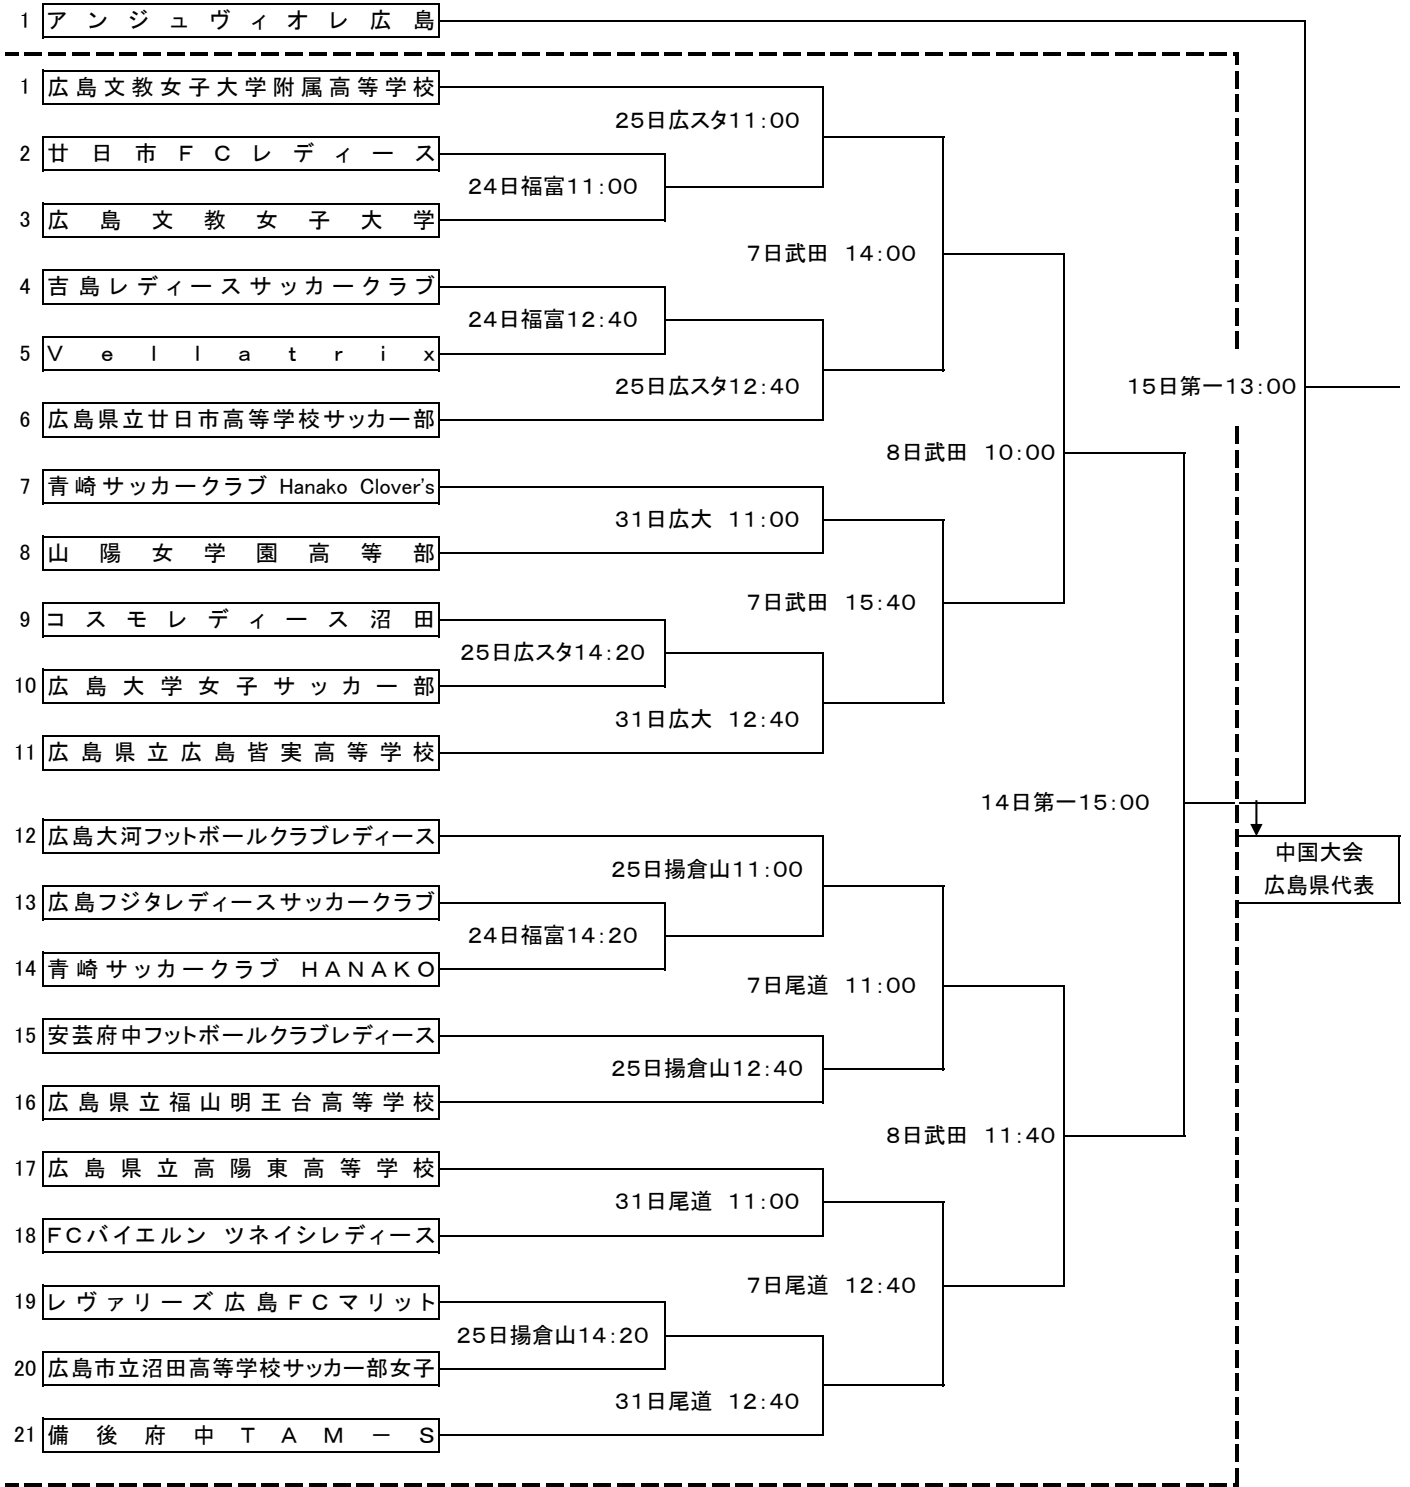 1 アンジュヴィオレ広島
1 広島文教女子大学附属高等学校
25日広スタ11:00
2 廿日市FCレディース
24日福富11:00
3 広島文教女子大学
7日武田 14:00
4 吉島レディースサッカークラブ
24日福富12:40
5 Vellatrix
25日広スタ12:40
15日第一13:00
6 広島県立廿日市高等学校サッカー部
8日武田 10:00
7 青崎サッカークラブ Hanako Clover's
31日広大 11:00
8 山陽女学園高等部
7日武田 15:40
9 コスモレディース沼田
25日広スタ14:20
10 広島大学女子サッカー部
31日広大 12:40
11 広島県立広島皆実高等学校
14日第一15:00
12 広島大河フットボールクラブレディース
中国大会
広島県代表
25日揚倉山11:00
13 広島フジタレディースサッカークラブ
24日福富14:20
14 青崎サッカークラブ HANAKO
7日尾道 11:00
15 安芸府中フットボールクラブレディース
25日揚倉山12:40
16 広島県立福山明王台高等学校
8日武田 11:40
17 広島県立高陽東高等学校
31日尾道 11:00
18 FCバイエルン ツネイシレディース
7日尾道 12:40
19 レヴァリーズ広島FCマリット
25日揚倉山14:20
20 広島市立沼田高等学校サッカー部女子
31日尾道 12:40
21 備後府中TAM-S